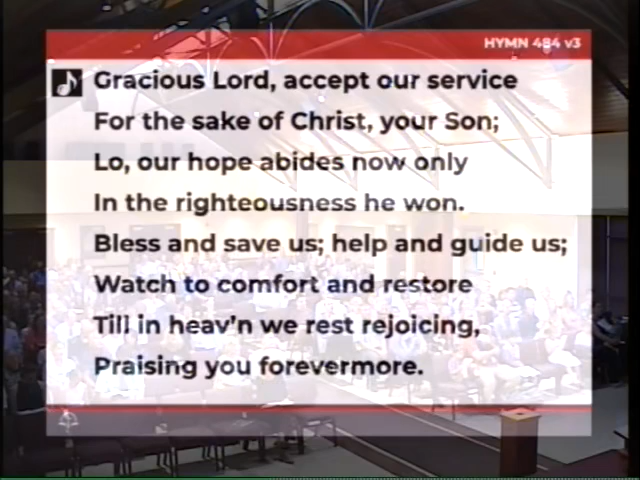 HYMN 484 v3
Gracious Lord, accept our service
For the sake of Christ, your Son;
Lo, our hope abides now only
In the righteousness he won.
Bless and save us; help and guide us;
Watch to comfort and restore
Till in heav'n we rest rejoicing,
Praising you forevermore.